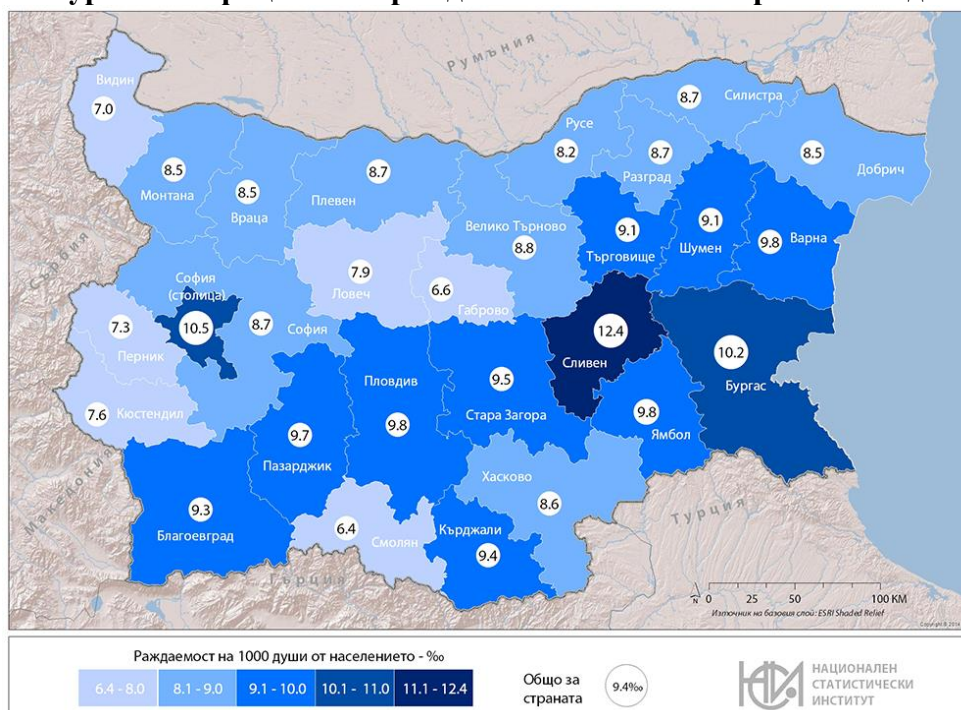 Румъния
Видин
7.0
8.7
Силистра
Русе
8.2
8.7
Разград
8.5
Добрич
8.5
Монтана
8.5
Враца
8.7
Плевен
Велико Търново
8.8
9.1
Търговище
9.1
Шумен
9.8
Варна
Сърбия
София
(столица)
10.5
8.7
София
7.9
Ловеч
6.6
Габрово
7.3
Перник
12.4
Сливен
10.2
Бургас
7.6
Кюстендил
Пловдив
9.8
9.5
Стара Загора
9.8
Ямбол
9.7
Пазарджик
Македония
9.3
Благоевград
Хасково
8.6
6.4
Смолян
Кърджали
9.4
Турция
Гърция
N
0 25 50 100 KM
Източник на базовия слой: ESRI Shaded Relief
Copyright © 2014
Раждаемост на 1000 души от населението - ‰
6.4 - 8.0 8.1 - 9.0 9.1 - 10.0 10.1 - 11.0 11.1 - 12.4
Общо за
страната
9.4‰
НАЦИОНАЛЕН
СТАТИСТИЧЕСКИ
ИНСТИТУТ